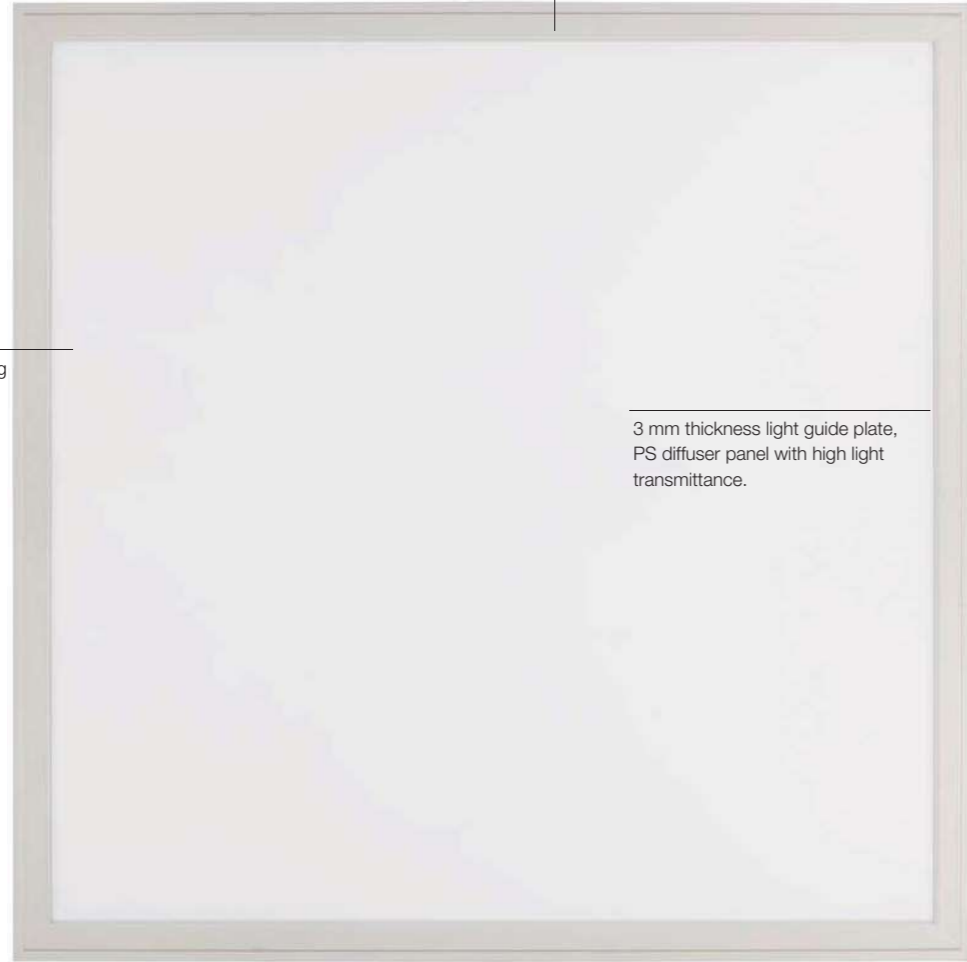 3 mm thickness light guide plate,
PS diffuser panel with high light
transmittance.